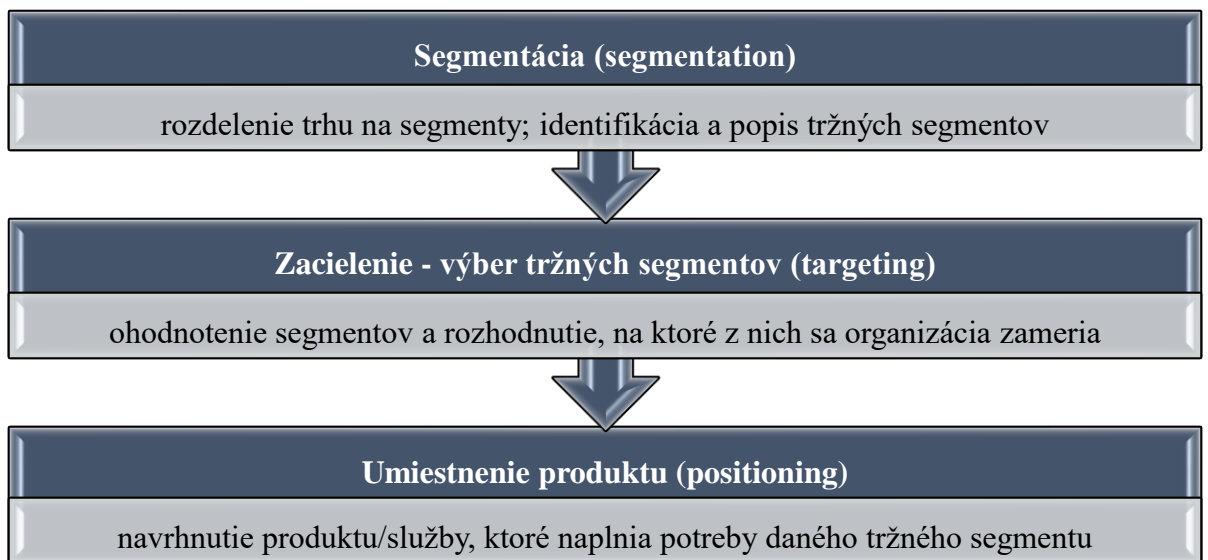 Segmentácia (segmentation)
rozdelenie trhu na segmenty; identifikácia a popis tržných segmentov
Zacielenie - výber tržných segmentov (targeting)
ohodnotenie segmentov a rozhodnutie, na ktoré z nich sa organizácia zameria
Umiestnenie produktu (positioning)
navrhnutie produktu/služby, ktoré naplnia potreby daného tržného segmentu